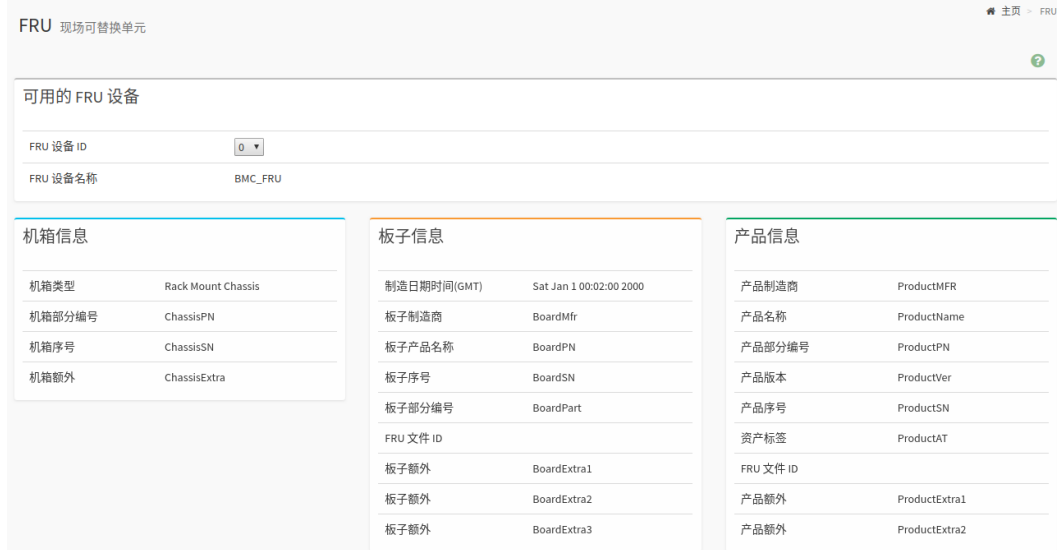 主页 > FRU
FRU 现场可替换单元
可用的 FRU 设备
FRU 设备 ID 0
FRU 设备名称 BMC_FRU
机箱信息
机箱类型 Rack Mount Chassis
机箱部分编号 ChassisPN
机箱序号 ChassisSN
机箱额外 ChassisExtra
板子信息
制造日期时间(GMT) Sat Jan 1 00:02:00 2000
板子制造商 BoardMfr
板子产品名称 BoardPN
板子序号 BoardSN
板子部分编号 BoardPart
FRU 文件 ID
板子额外 BoardExtra1
板子额外 BoardExtra2
板子额外 BoardExtra3
产品信息
产品制造商 ProductMFR
产品名称 ProductName
产品部分编号 ProductPN
产品版本 ProductVer
产品序号 ProductSN
资产标签 ProductAT
FRU 文件 ID
产品额外 ProductExtra1
产品额外 ProductExtra2